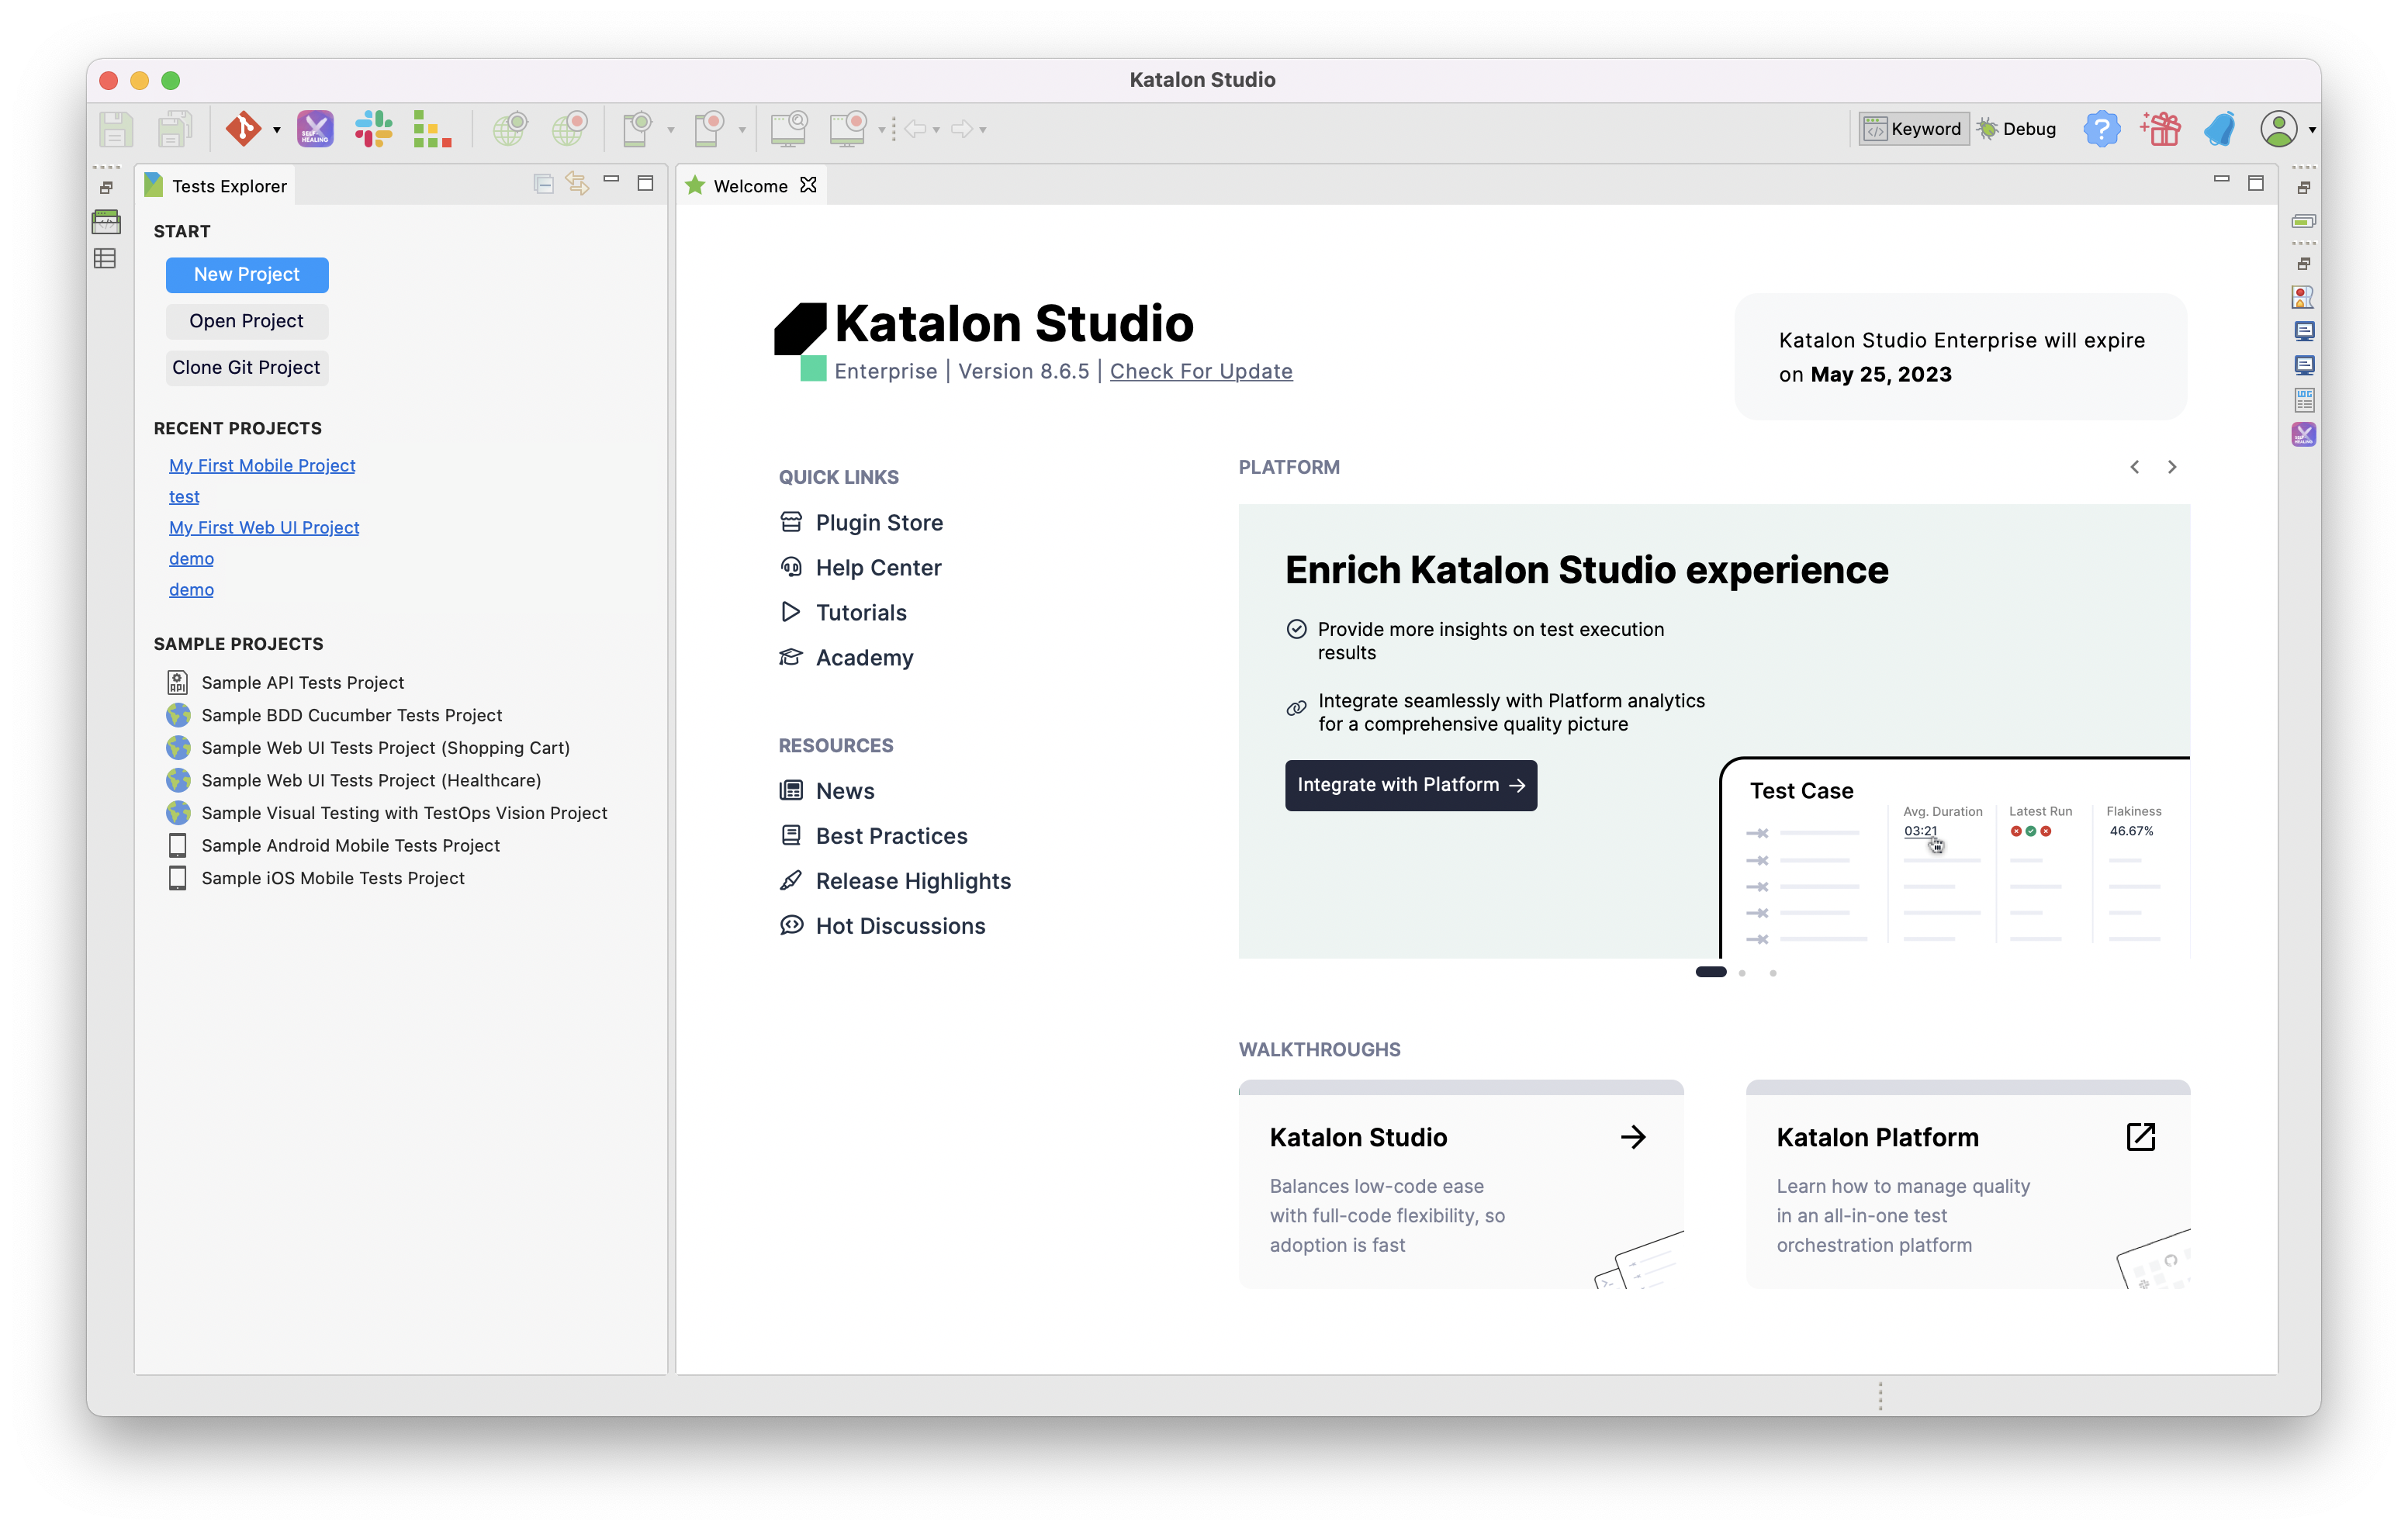 Katalon Studio
SELF HEALING
Keyword
Debug
Tests Explorer
Welcome
START
New Project
Open Project
Clone Git Project
RECENT PROJECTS
My First Mobile Project
test
My First Web UI Project
demo
demo
SAMPLE PROJECTS
API
Sample API Tests Project
Sample BDD Cucumber Tests Project
Sample Web UI Tests Project (Shopping Cart)
Sample Web UI Tests Project (Healthcare)
Sample Visual Testing with TestOps Vision Project
Sample Android Mobile Tests Project
Sample iOS Mobile Tests Project
Katalon Studio
Enterprise | Version 8.6.5 | Check For Update
Katalon Studio Enterprise will expire
on May 25, 2023
QUICK LINKS
Plugin Store
Help Center
Tutorials
Academy
RESOURCES
News
Best Practices
Release Highlights
Hot Discussions
PLATFORM
Enrich Katalon Studio experience
Provide more insights on test execution
results
Integrate seamlessly with Platform analytics
for a comprehensive quality picture
Integrate with Platform →
Test Case
Avg. Duration
Latest Run
Flakiness
03:21
46.67%
WALKTHROUGHS
Katalon Studio
Balances low-code ease
with full-code flexibility, so
adoption is fast
Katalon Platform
Learn how to manage quality
in an all-in-one test
orchestration platform
LOG